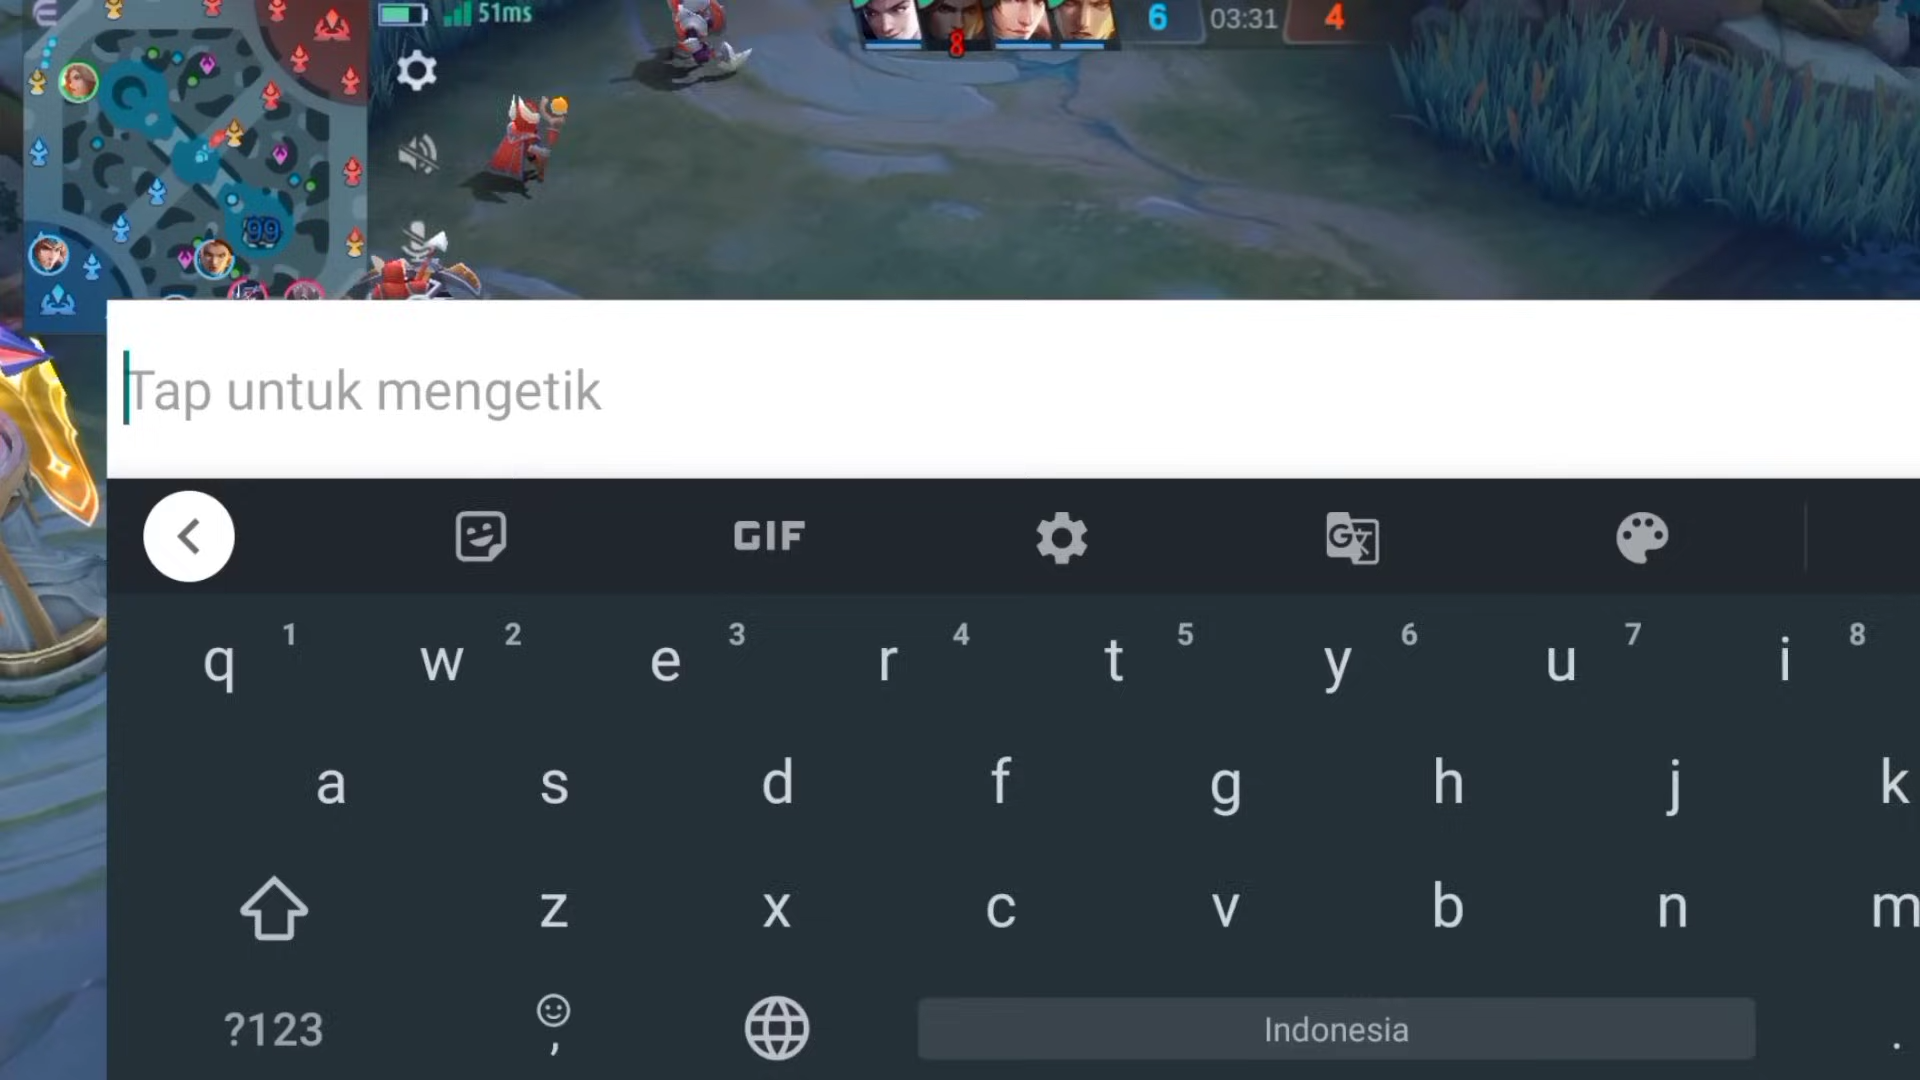 51ms
6 03:31 4
8
99
Tap untuk mengetik
GIF
q 1 w 2 e 3 r 4 t 5 y 6 u 7 i 8
a s d f g h j k
z x c v b n m
?123 , Indonesia .